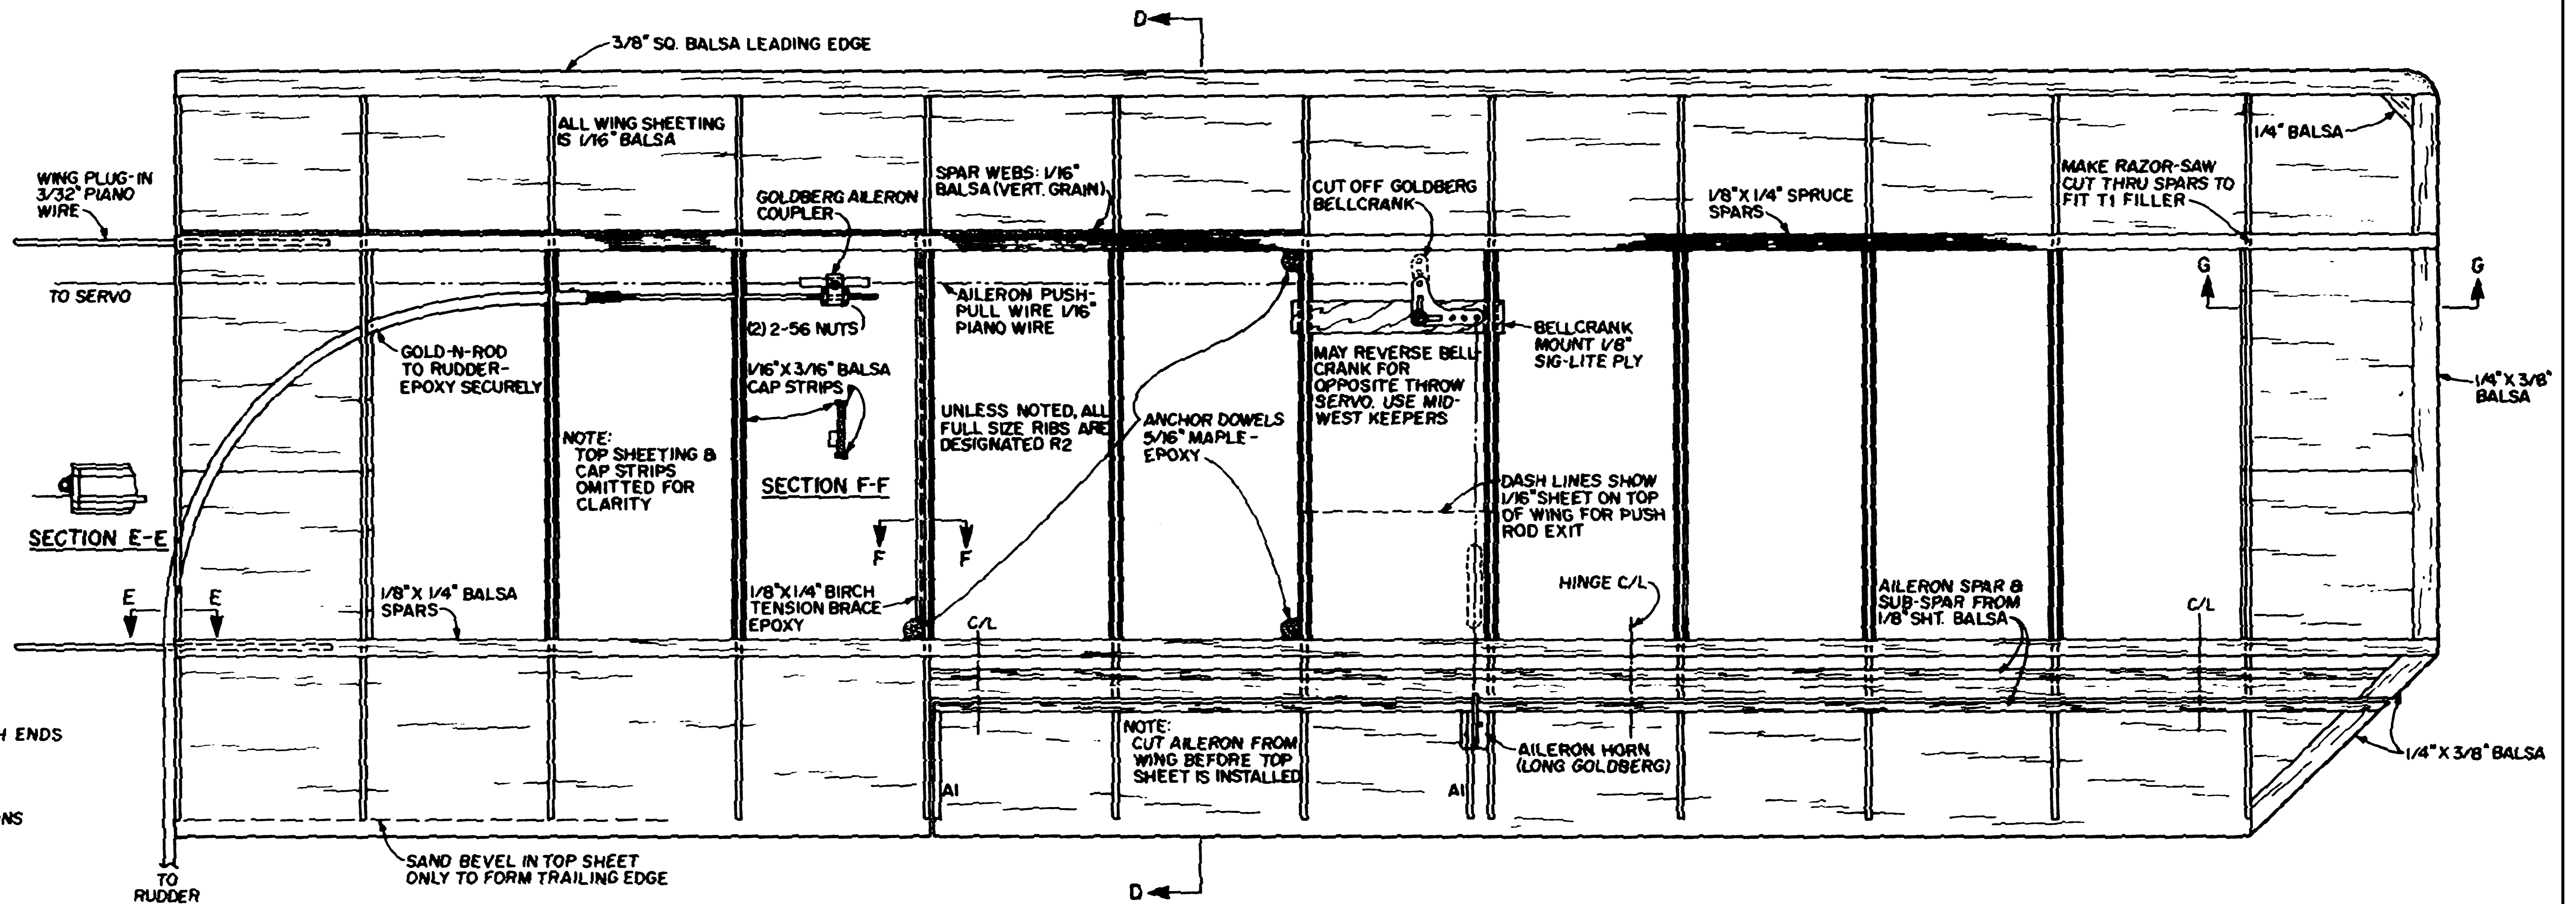 D
3/8" SQ. BALSA LEADING EDGE
ALL WING SHEETING
IS 1/16" BALSA
1/4" BALSA
WING PLUG-IN
3/32" PIANO
WIRE
SPAR WEBS: 1/16"
BALSA (VERT. GRAIN)
GOLDBERG AILERON
COUPLER
CUT OFF GOLDBERG
BELLCRANK
1/8" X 1/4" SPRUCE
SPARS
MAKE RAZOR-SAW
CUT THRU SPARS TO
FIT T1 FILLER
G
G
TO SERVO
AILERON PUSH-
PULL WIRE 1/16"
PIANO WIRE
(2) 2-56 NUTS
BELLCRANK
MOUNT 1/8"
SIG-LITE PLY
GOLD-N-ROD
TO RUDDER-
EPOXY SECURELY
1/16" X 3/16" BALSA
CAP STRIPS
MAY REVERSE BELL-
CRANK FOR
OPPOSITE THROW
SERVO. USE MID-
WEST KEEPERS
1/4" X 3/8"
BALSA
UNLESS NOTED, ALL
FULL SIZE RIBS ARE
DESIGNATED R2
ANCHOR DOWELS
5/16" MAPLE-
EPOXY
NOTE:
TOP SHEETING &
CAP STRIPS
OMITTED FOR
CLARITY
SECTION F-F
DASH LINES SHOW
1/16" SHEET ON TOP
OF WING FOR PUSH
ROD EXIT
SECTION E-E
F
F
E
E
1/8" X 1/4" BALSA
SPARS
1/8" X 1/4" BIRCH
TENSION BRACE
EPOXY
C/L
HINGE C/L
AILERON SPAR &
SUB-SPAR FROM
1/8" SHT. BALSA
C/L
H ENDS
NOTE:
CUT AILERON FROM
WING BEFORE TOP
SHEET IS INSTALLED
AILERON HORN
(LONG GOLDBERG)
1/4" X 3/8" BALSA
A1
A1
NS
SAND BEVEL IN TOP SHEET
ONLY TO FORM TRAILING EDGE
TO
RUDDER
D